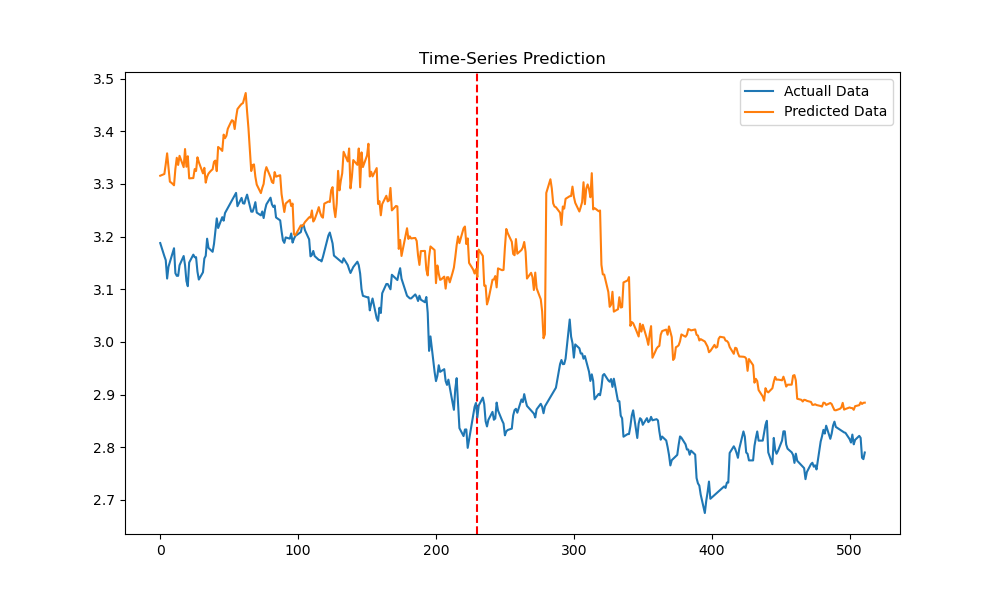 Time-Series Prediction
3.5
3.4
3.3
3.2
3.1
3.0
2.9
2.8
2.7
Actuall Data
Predicted Data
0 100 200 300 400 500